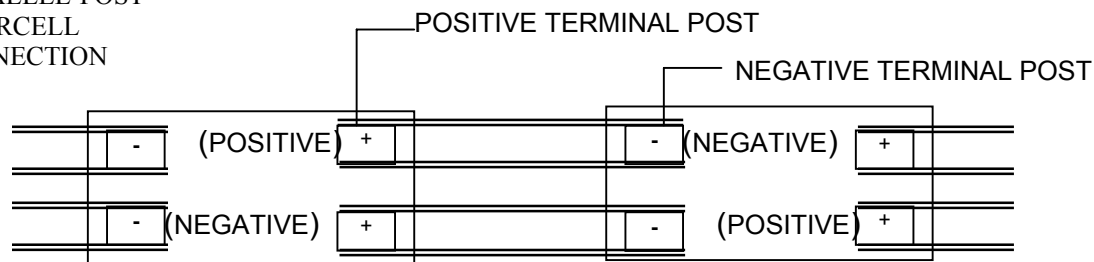 POSITIVE TERMINAL POST
NEGATIVE TERMINAL POST
- (POSITIVE) + - (NEGATIVE) +
- (NEGATIVE) + - (POSITIVE) +